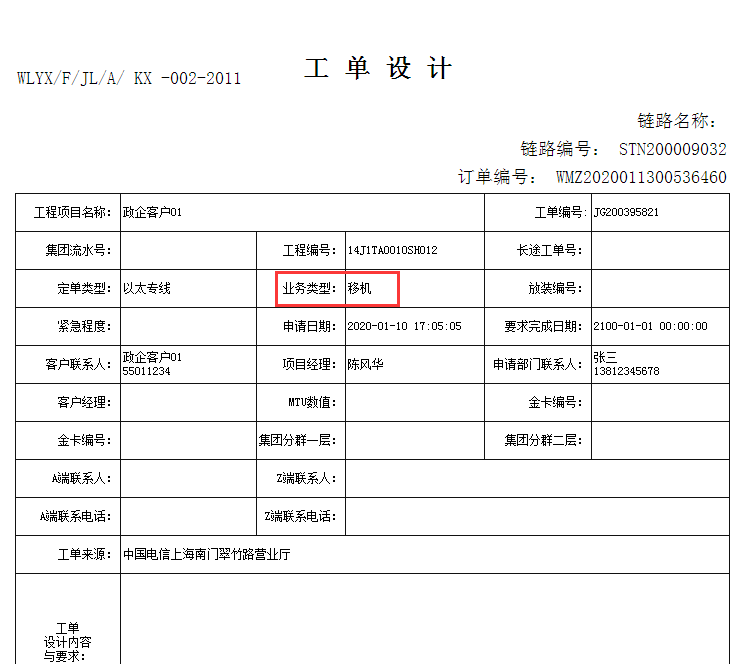 工 单 设 计
WLYX/F/JL/A/ KX -002-2011
链路名称：
链路编号： STN200009032
订单编号： WMZ2020011300536460
工程项目名称： 政企客户01 工单编号： JG200395821
集团流水号： 工程编号： 14J1TA0010SH012 长途工单号：
定单类型： 以太专线 业务类型： 移机 放装编号：
紧急程度： 申请日期： 2020-01-10 17:05:05 要求完成日期： 2100-01-01 00:00:00
客户联系人： 政企客户01 项目经理： 陈风华 申请部门联系人： 张三
55011234 13812345678
客户经理： MTU数值： 金卡编号：
金卡编号： 集团分群一层： 集团分群二层：
A端联系人： Z端联系人：
A端联系电话： Z端联系电话：
工单来源： 中国电信上海南门翠竹路营业厅
工单
设计内容
与要求：